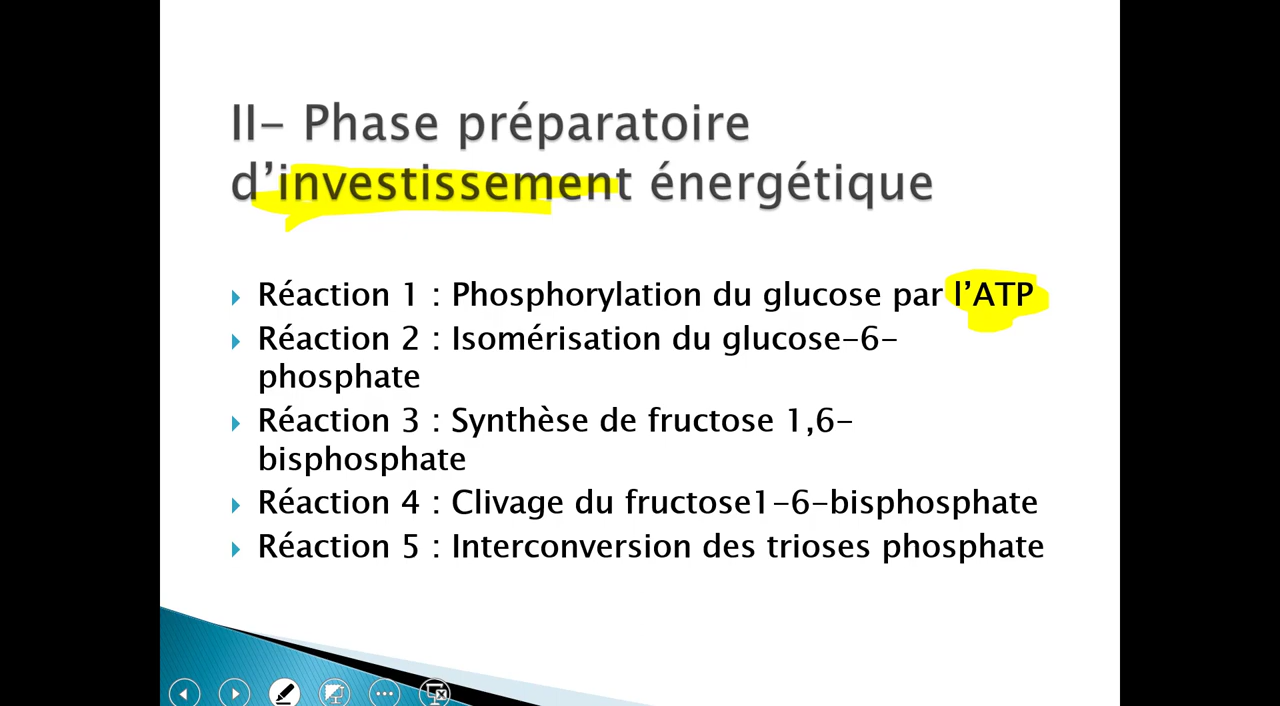 II- Phase préparatoire
d’investissement énergétique
Réaction 1 : Phosphorylation du glucose par l’ATP
Réaction 2 : Isomérisation du glucose-6-
phosphate
Réaction 3 : Synthèse de fructose 1,6-
bisphosphate
Réaction 4 : Clivage du fructose1-6-bisphosphate
Réaction 5 : Interconversion des trioses phosphate